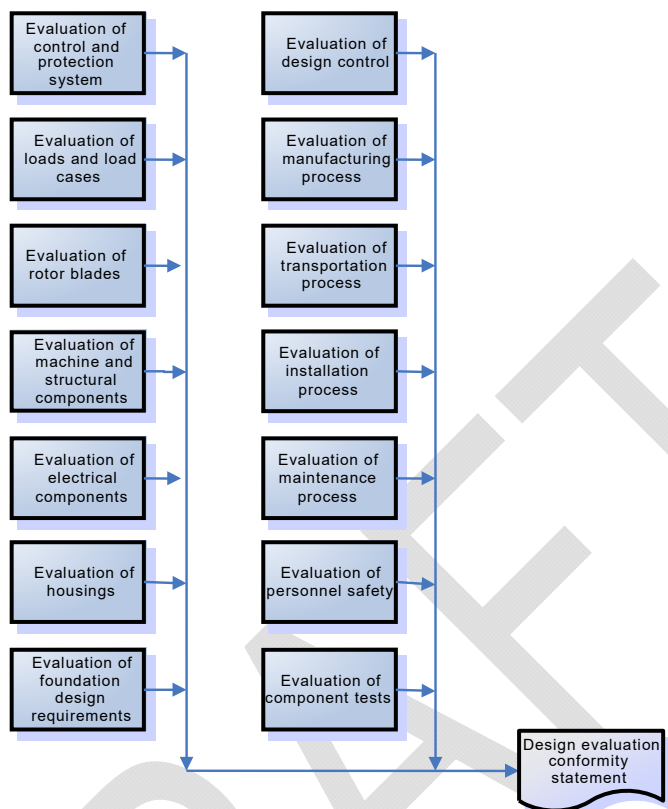 Evaluation of
control and
protection
system
Evaluation of
loads and load
cases
Evaluation of
rotor blades
Evaluation of
machine and
structural
components
Evaluation of
electrical
components
Evaluation of
housings
Evaluation of
foundation
design
requirements
Evaluation of
design control
Evaluation of
manufacturing
process
Evaluation of
transportation
process
Evaluation of
installation
process
Evaluation of
maintenance
process
Evaluation of
personnel safety
Evaluation of
component tests
Design evaluation
conformity
statement
DRAFT